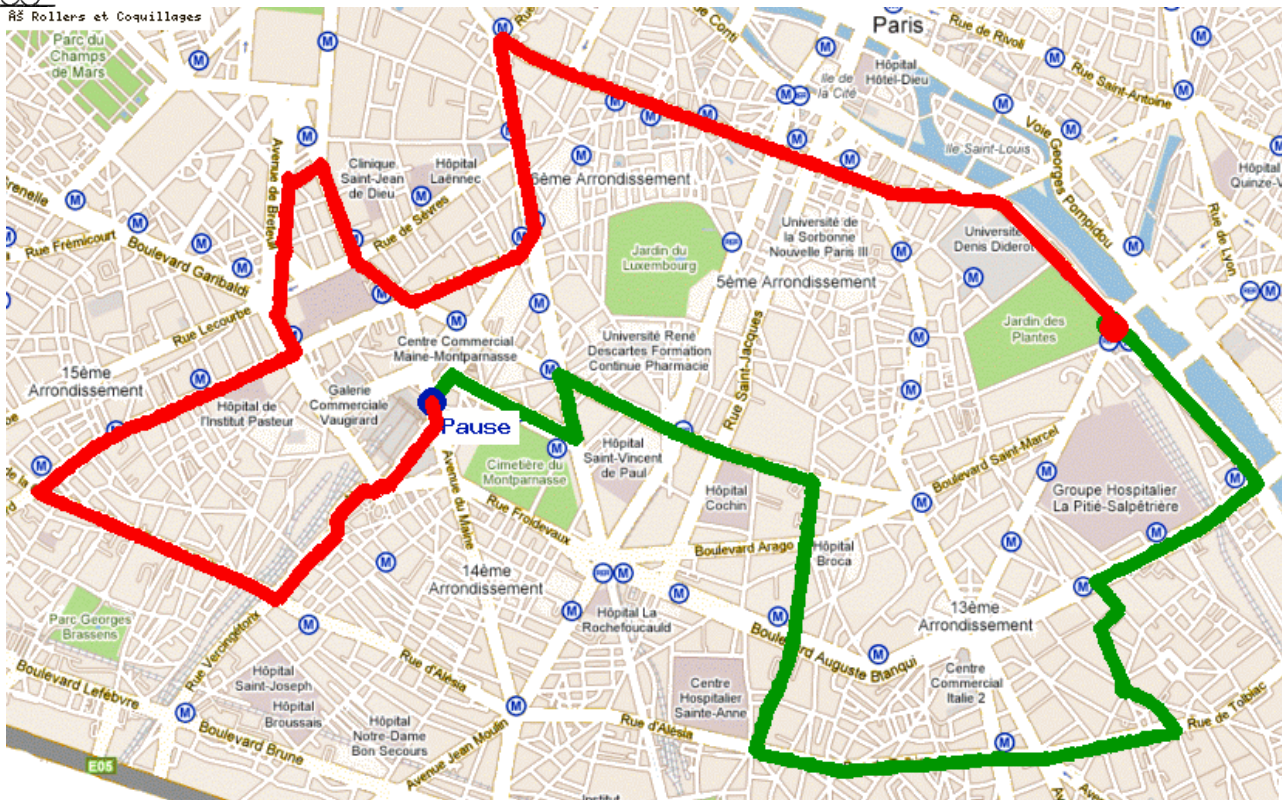 Rollers et Coquillages
Parc du
Champs
de Mars
Rue
Rue Conti
Paris
Rue de Rivoli
Rue Saint-Antoine
Hôpital
Hôtel-Dieu
Ile de
la Cité
Voie Georges Pompidou
Ile Saint-Louis
Hôpital
Avenue de Breteuil
Clinique
Saint-Jean
de Dieu
Hôpital
Laënnec
6ème Arrondissement
Rue de Sèvres
Rue Frémicourt
Boulevard Garibaldi
Rue Lecourbe
Jardin du
Luxembourg
RER
Université de
la Sorbonne
Nouvelle Paris III
Université
Denis Diderot
Rue de Lyon
RER
5ème Arrondissement
Jardin des
Plantes
Centre Commercial
Maine-Montparnasse
Université René
Descartes Formation
Continue Pharmacie
Rue Saint-Jacques
15ème
Arrondissement
Hôpital de
l'Institut Pasteur
Galerie
Commerciale
Vaugirard
Pause
Cimetière du
Montparnasse
Hôpital
Saint-Vincent
de Paul
Hôpital
Cochin
Boulevard Saint-Marcel
Groupe Hospitalier
La Pitié-Salpêtrière
Avenue du Maine
Rue Froidevaux
Boulevard Arago
Hôpital
Broca
RER
14ème
Arrondissement
Hôpital La
Rochefoucauld
13ème
Arrondissement
Parc Georges
Brassens
Rue Vercingétorix
Boulevard Auguste Blanqui
Centre
Commercial
Italie 2
Rue d'Alésia
Hôpital
Saint-Joseph
Hôpital
Broussais
Centre
Hospitalier
Sainte-Anne
Boulevard Lefèbvre
Boulevard Brune
Hôpital
Notre-Dame
Bon Secours
Avenue Jean Moulin
Rue d'Alésia
Rue de Tolbiac
E05
Institut